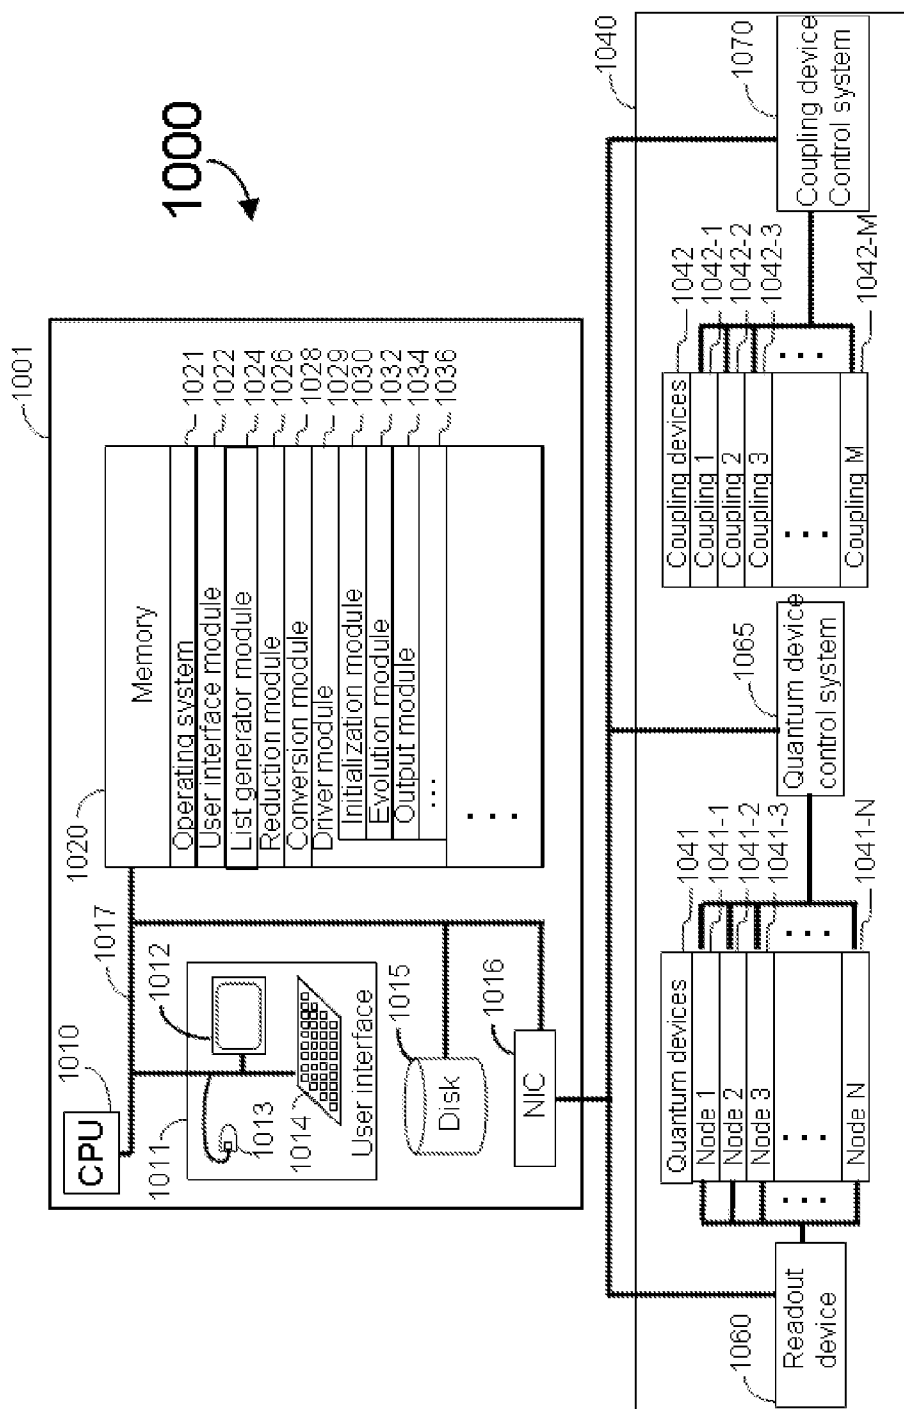 1000
1001
1010
CPU
1017
1020
Memory
Operating system
1021
User interface module
1022
List generator module
1024
Reduction module
1026
Conversion module
1028
Driver module
1029
Initialization module
1030
Evolution module
1032
Output module
1034
...
1036
...
1011
1012
1013
1014
User interface
1015
Disk
1016
NIC
1040
1060
Readout
device
Quantum devices
1041
Node 1
1041-1
Node 2
1041-2
Node 3
1041-3
...
...
...
Node N
1041-N
1065
Quantum device
control system
Coupling devices
1042
Coupling 1
1042-1
Coupling 2
1042-2
Coupling 3
1042-3
...
...
Coupling M
1042-M
1070
Coupling device
Control system